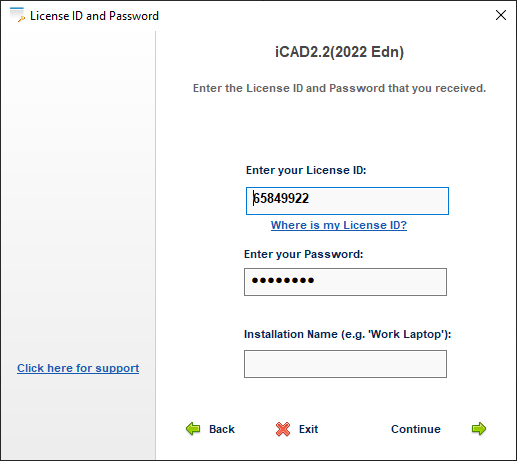 License ID and Password
iCAD2.2(2022 Edn)
Enter the License ID and Password that you received.
Enter your License ID:
65849922
Where is my License ID?
Enter your Password:
●●●●●●●●
Installation Name (e.g. 'Work Laptop'):
Click here for support
Back Exit Continue